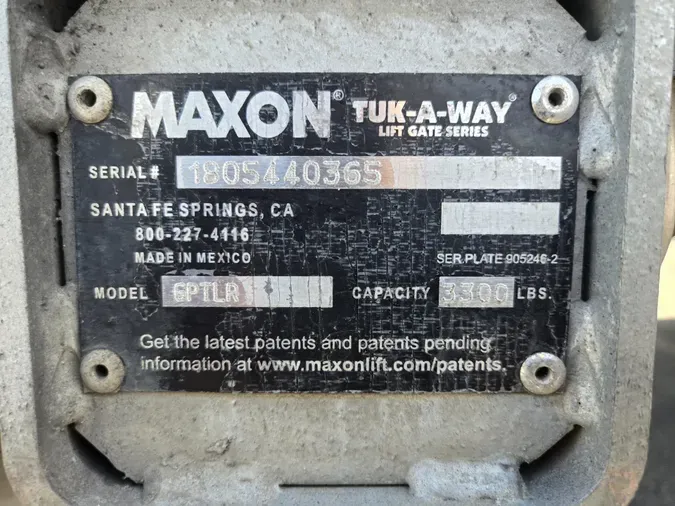 MAXON® TUK-A-WAY®
LIFT GATE SERIES
SERIAL # 1805440365
SANTA FE SPRINGS, CA
800-227-4116
MADE IN MEXICO
SER.PLATE 905246-2
MODEL GPTLR CAPACITY 3300 LBS.
Get the latest patents and patents pending
information at www.maxonlift.com/patents.